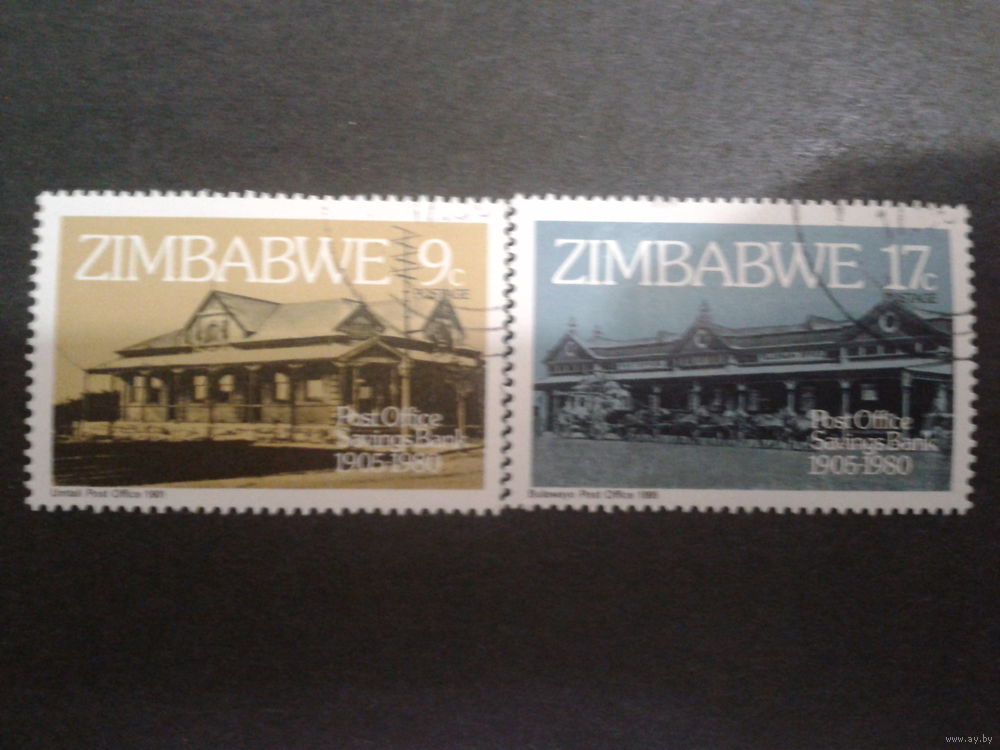 ZIMBABWE 9c
POSTAGE
Post Office
Savings Bank
1905-1980
Umtali Post Office
ZIMBABWE 17c
POSTAGE
Post Office
Savings Bank
1905-1980
Bulawayo Post Office 1895
www.ay.by